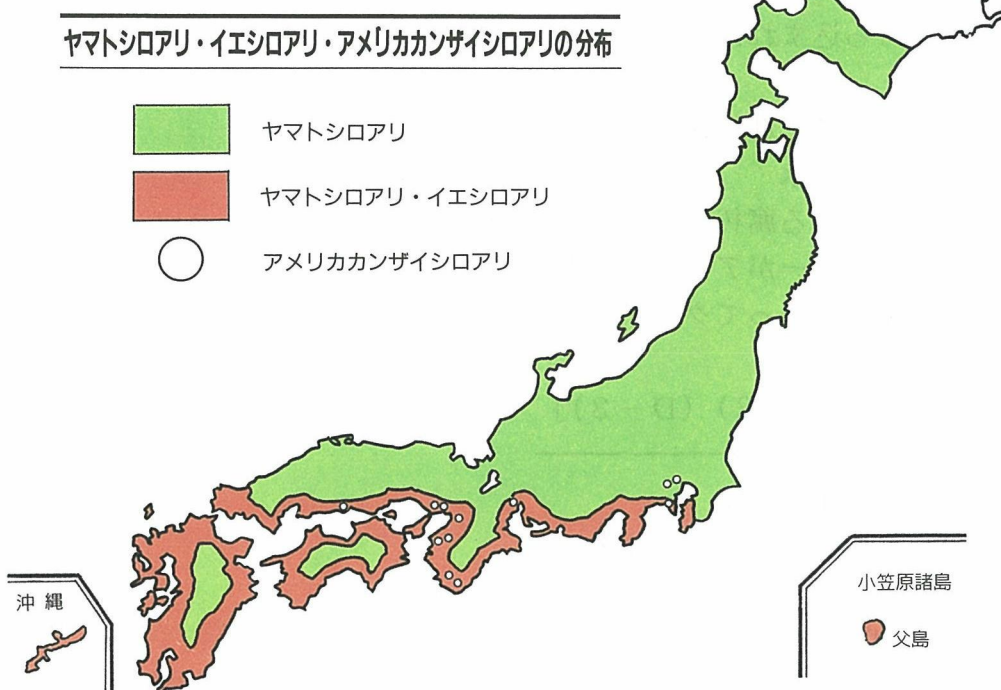 ヤマトシロアリ・イエシロアリ・アメリカカンザイシロアリの分布
ヤマトシロアリ
ヤマトシロアリ・イエシロアリ
アメリカカンザイシロアリ
沖縄
小笠原諸島
父島